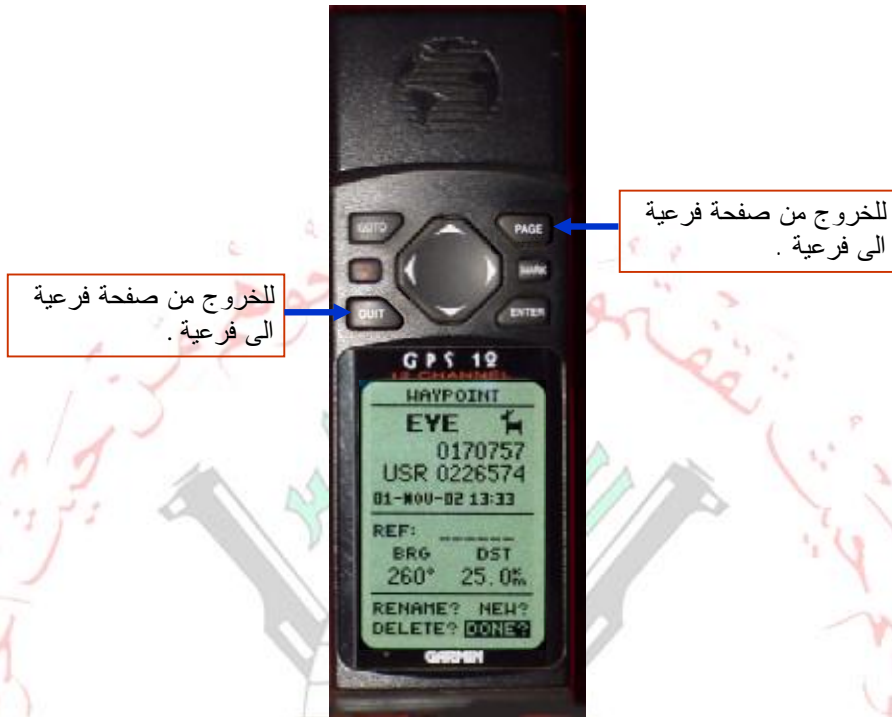 للخروج من صفحة فرعية
الى فرعية .
للخروج من صفحة فرعية
الى فرعية .
GOTO
PAGE
MARK
QUIT
ENTER
GPS 12
12 CHANNEL
WAYPOINT
EYE
0170757
USR 0226574
01-NOV-02 13:33
REF: ______
BRG DST
260° 25.0km
RENAME? NEW?
DELETE? DONE?
GARMIN